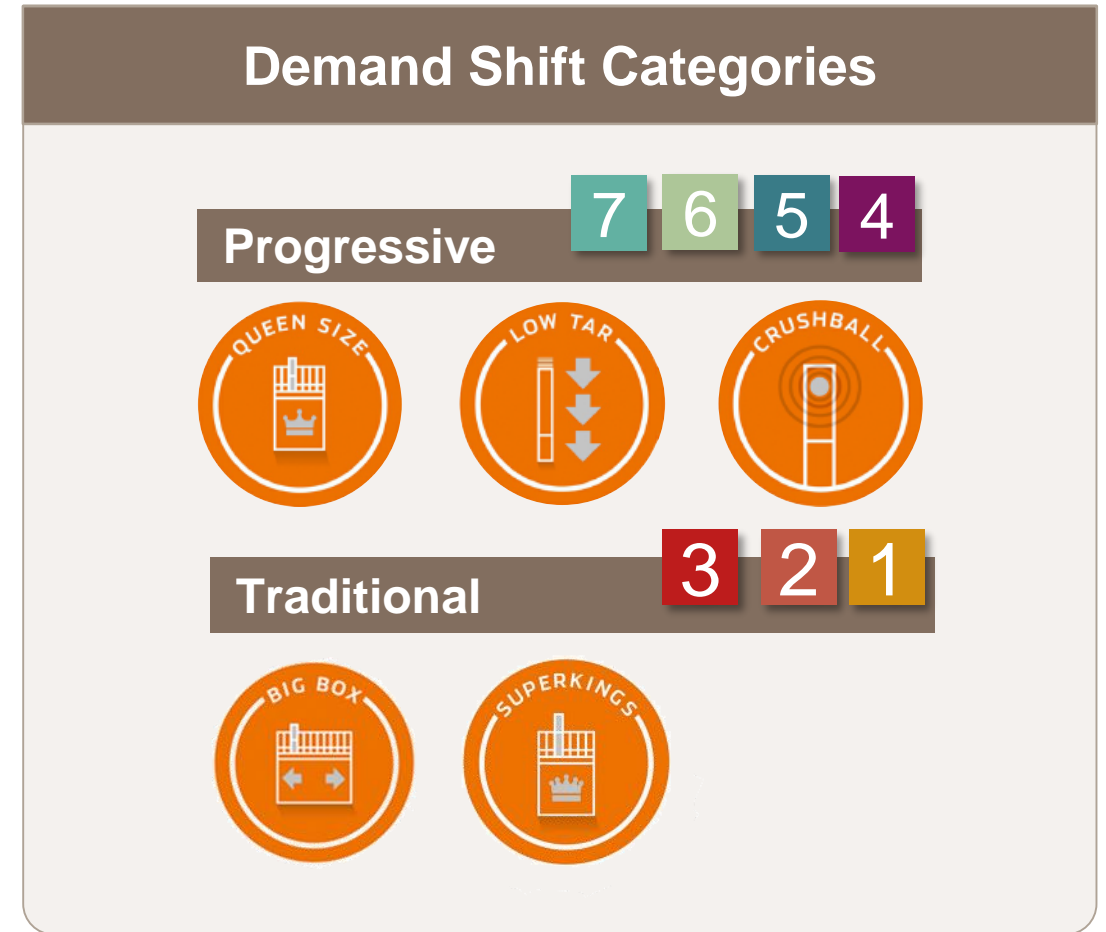 Demand Shift Categories
Progressive 7 6 5 4
QUEEN SIZE LOW TAR CRUSHBALL
Traditional 3 2 1
BIG BOX SUPERKINGS